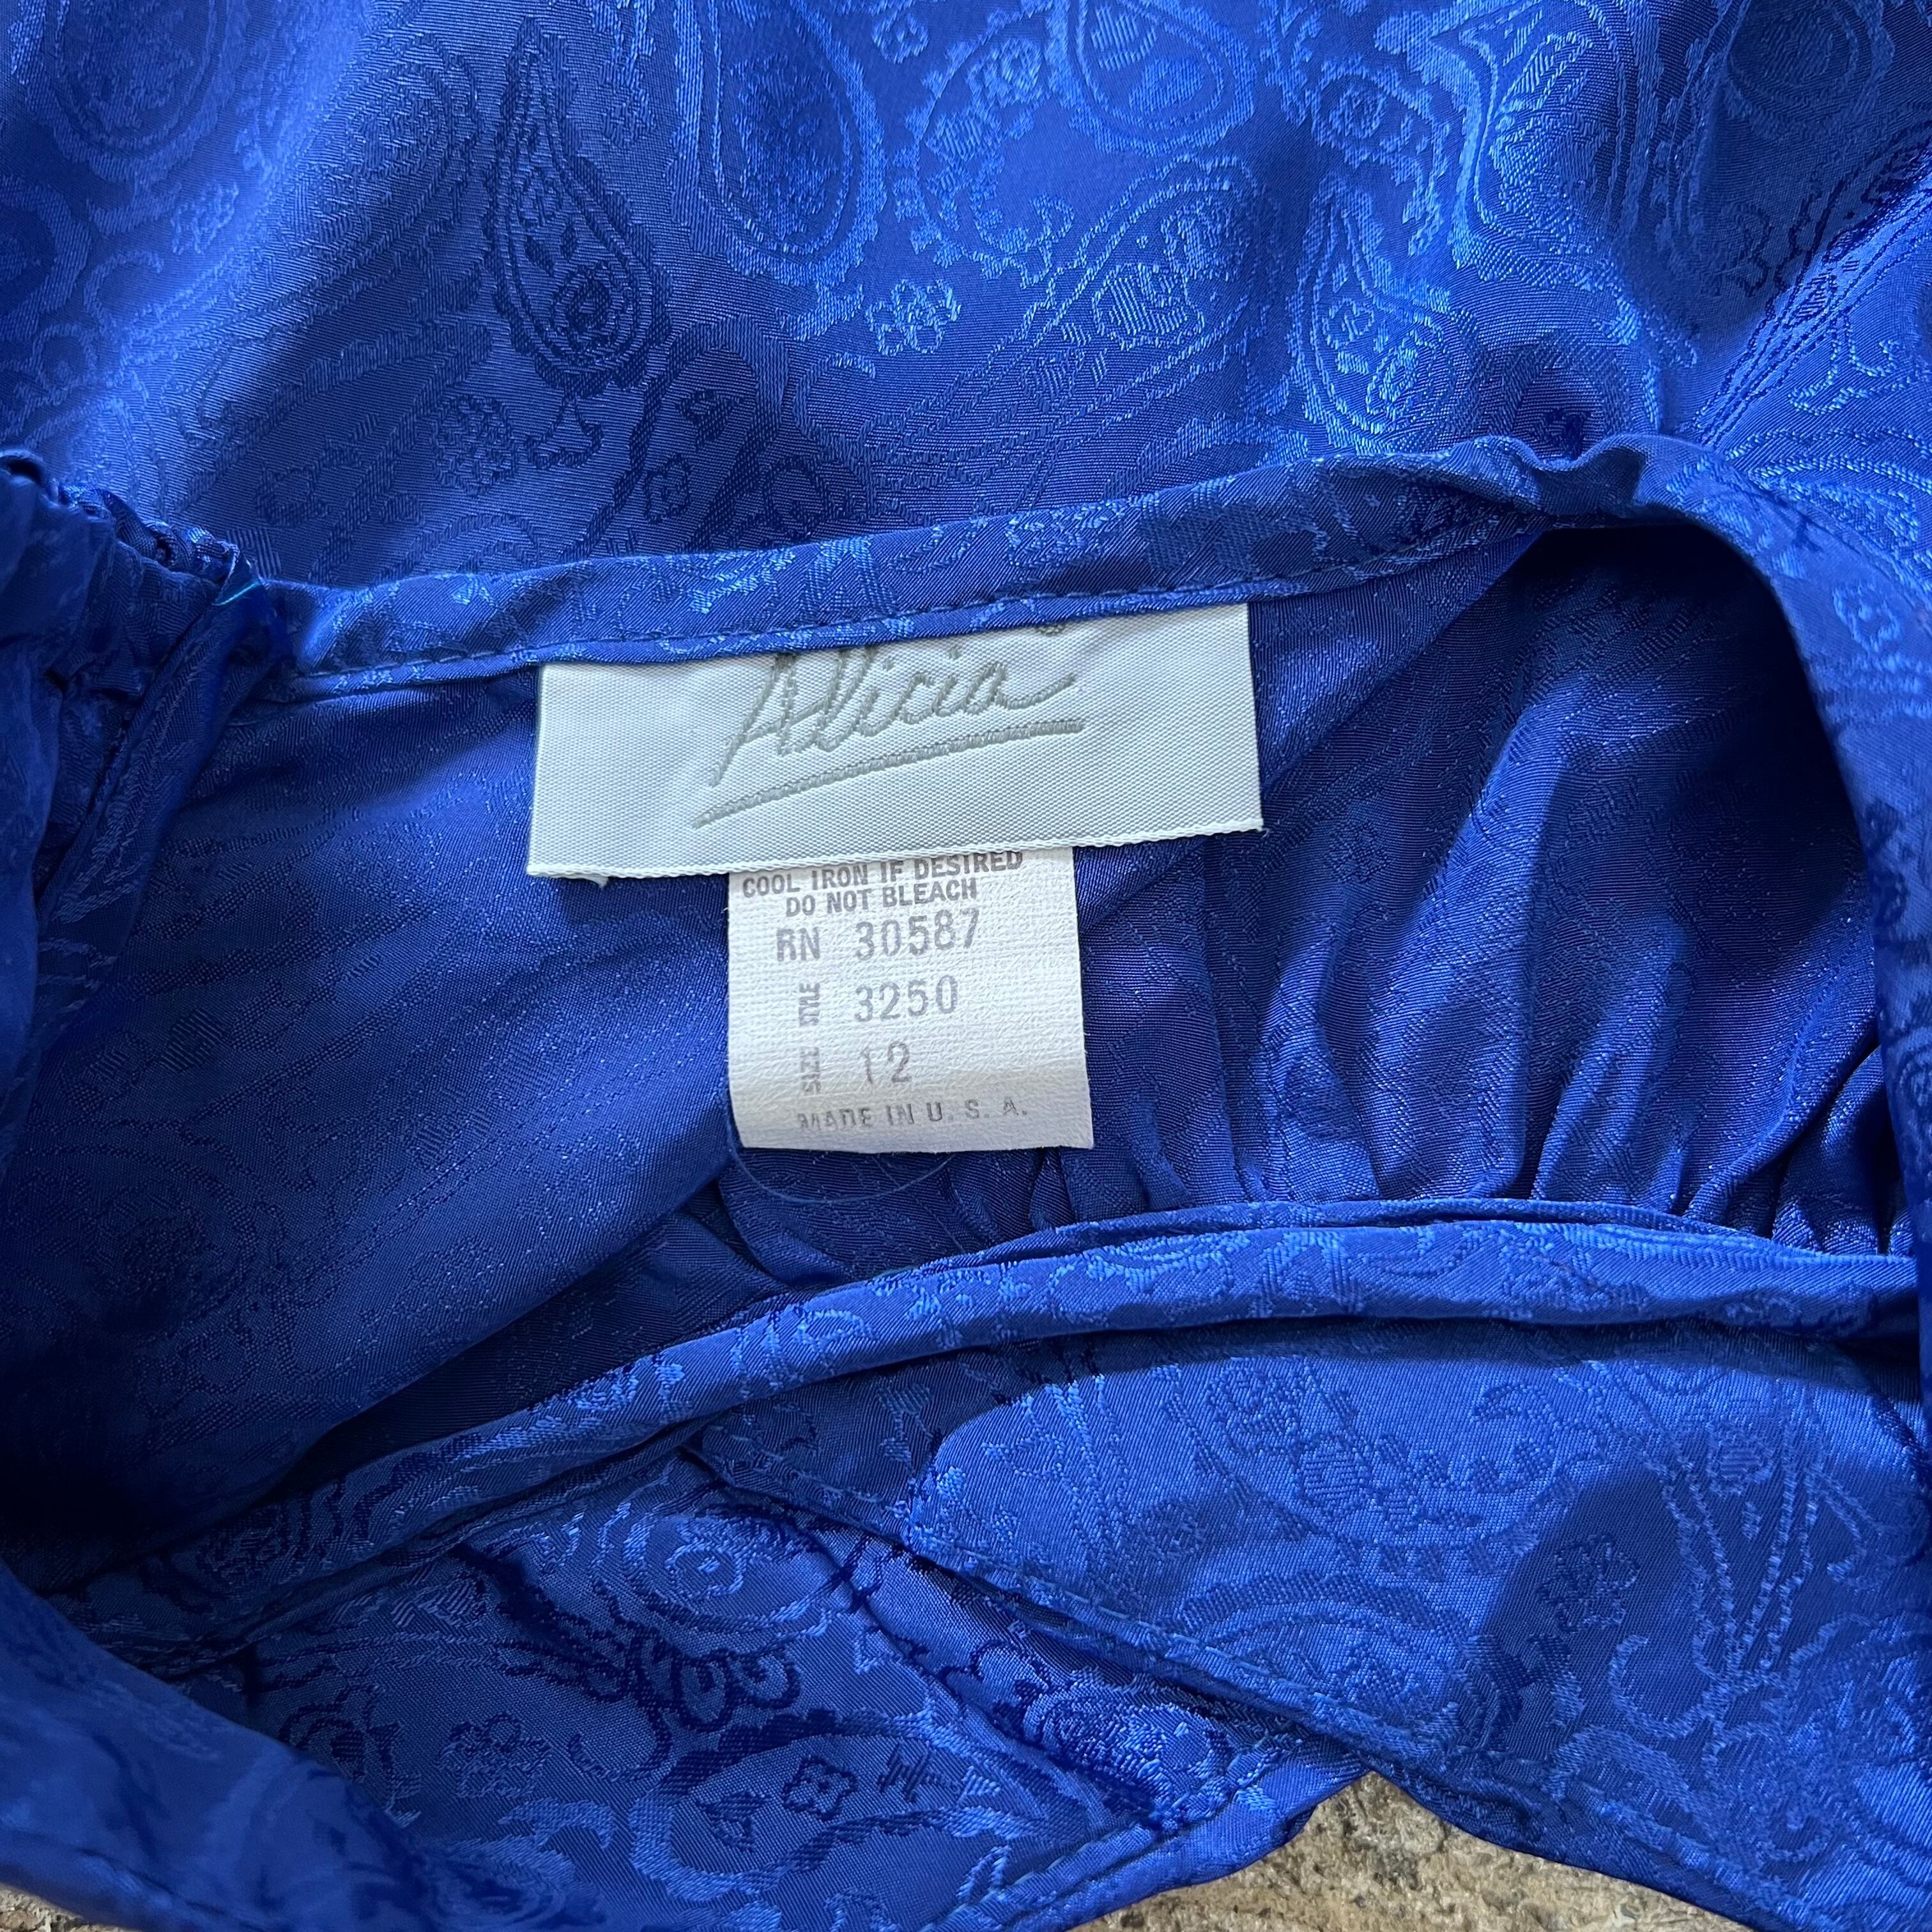 Alicia
COOL IRON IF DESIRED
DO NOT BLEACH
RN 30587
STYLE 3250
SIZE 12
MADE IN U.S.A.